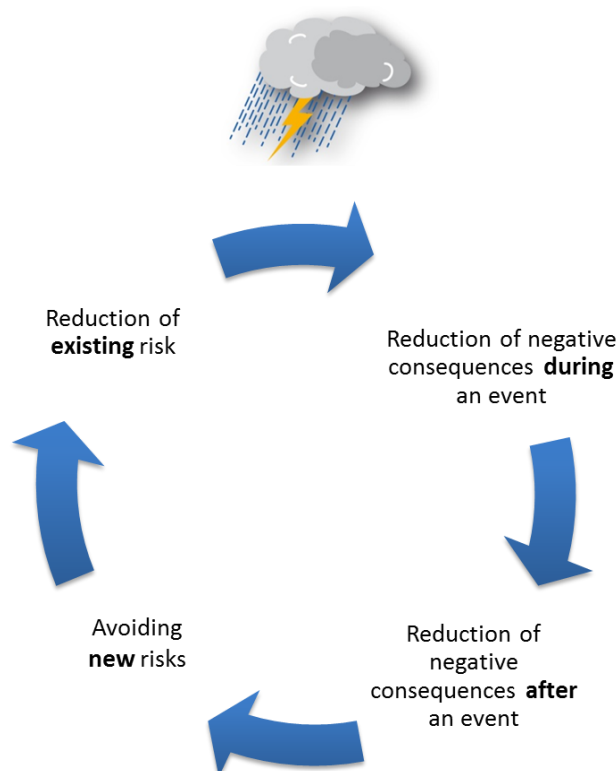 Reduction of
existing risk
Reduction of negative
consequences during
an event
Avoiding
new risks
Reduction of
negative
consequences after
an event